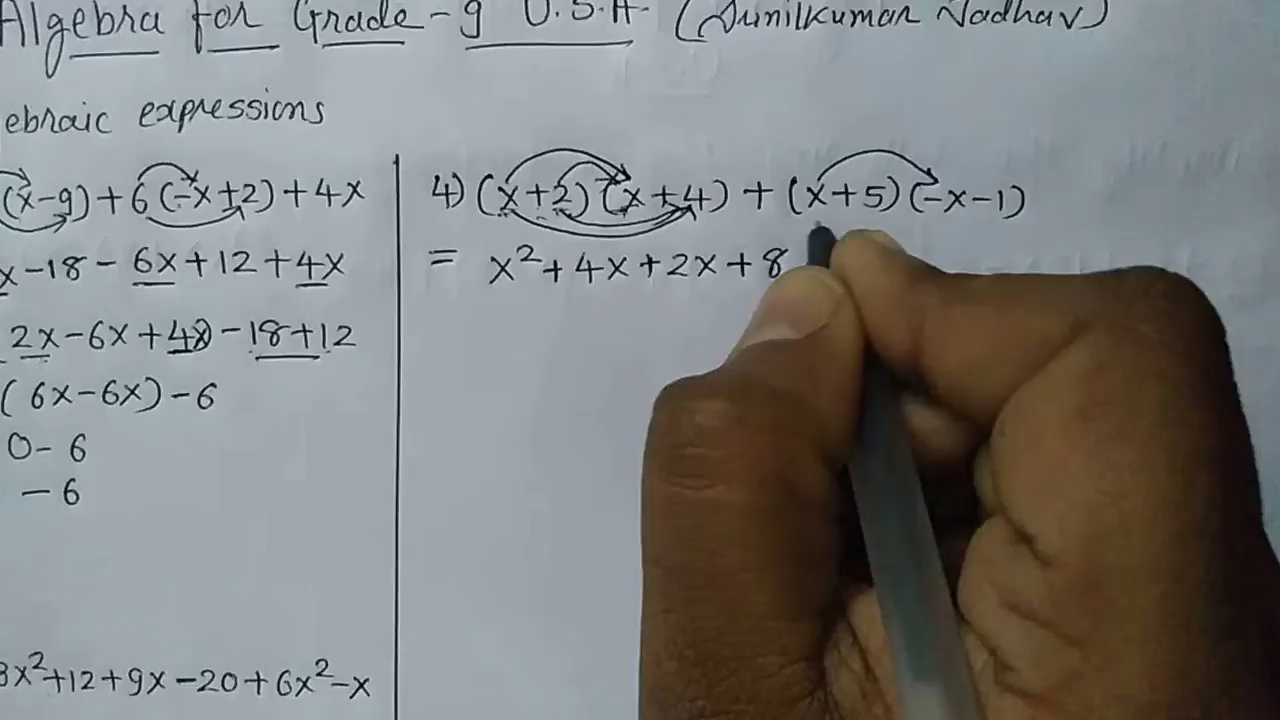 Algebra for Grade-9 U.S.A. (Sunilkumar Jadhav)
ebraic expressions
(x-9)+6(-x+2)+4x
x-18-6x+12+4x
2x-6x+4x-18+12
(6x-6x)-6
0-6
-6
3x²+12+9x-20+6x²-x
4)(x+2)(x+4)+(x+5)(-x-1)
= x²+4x+2x+8